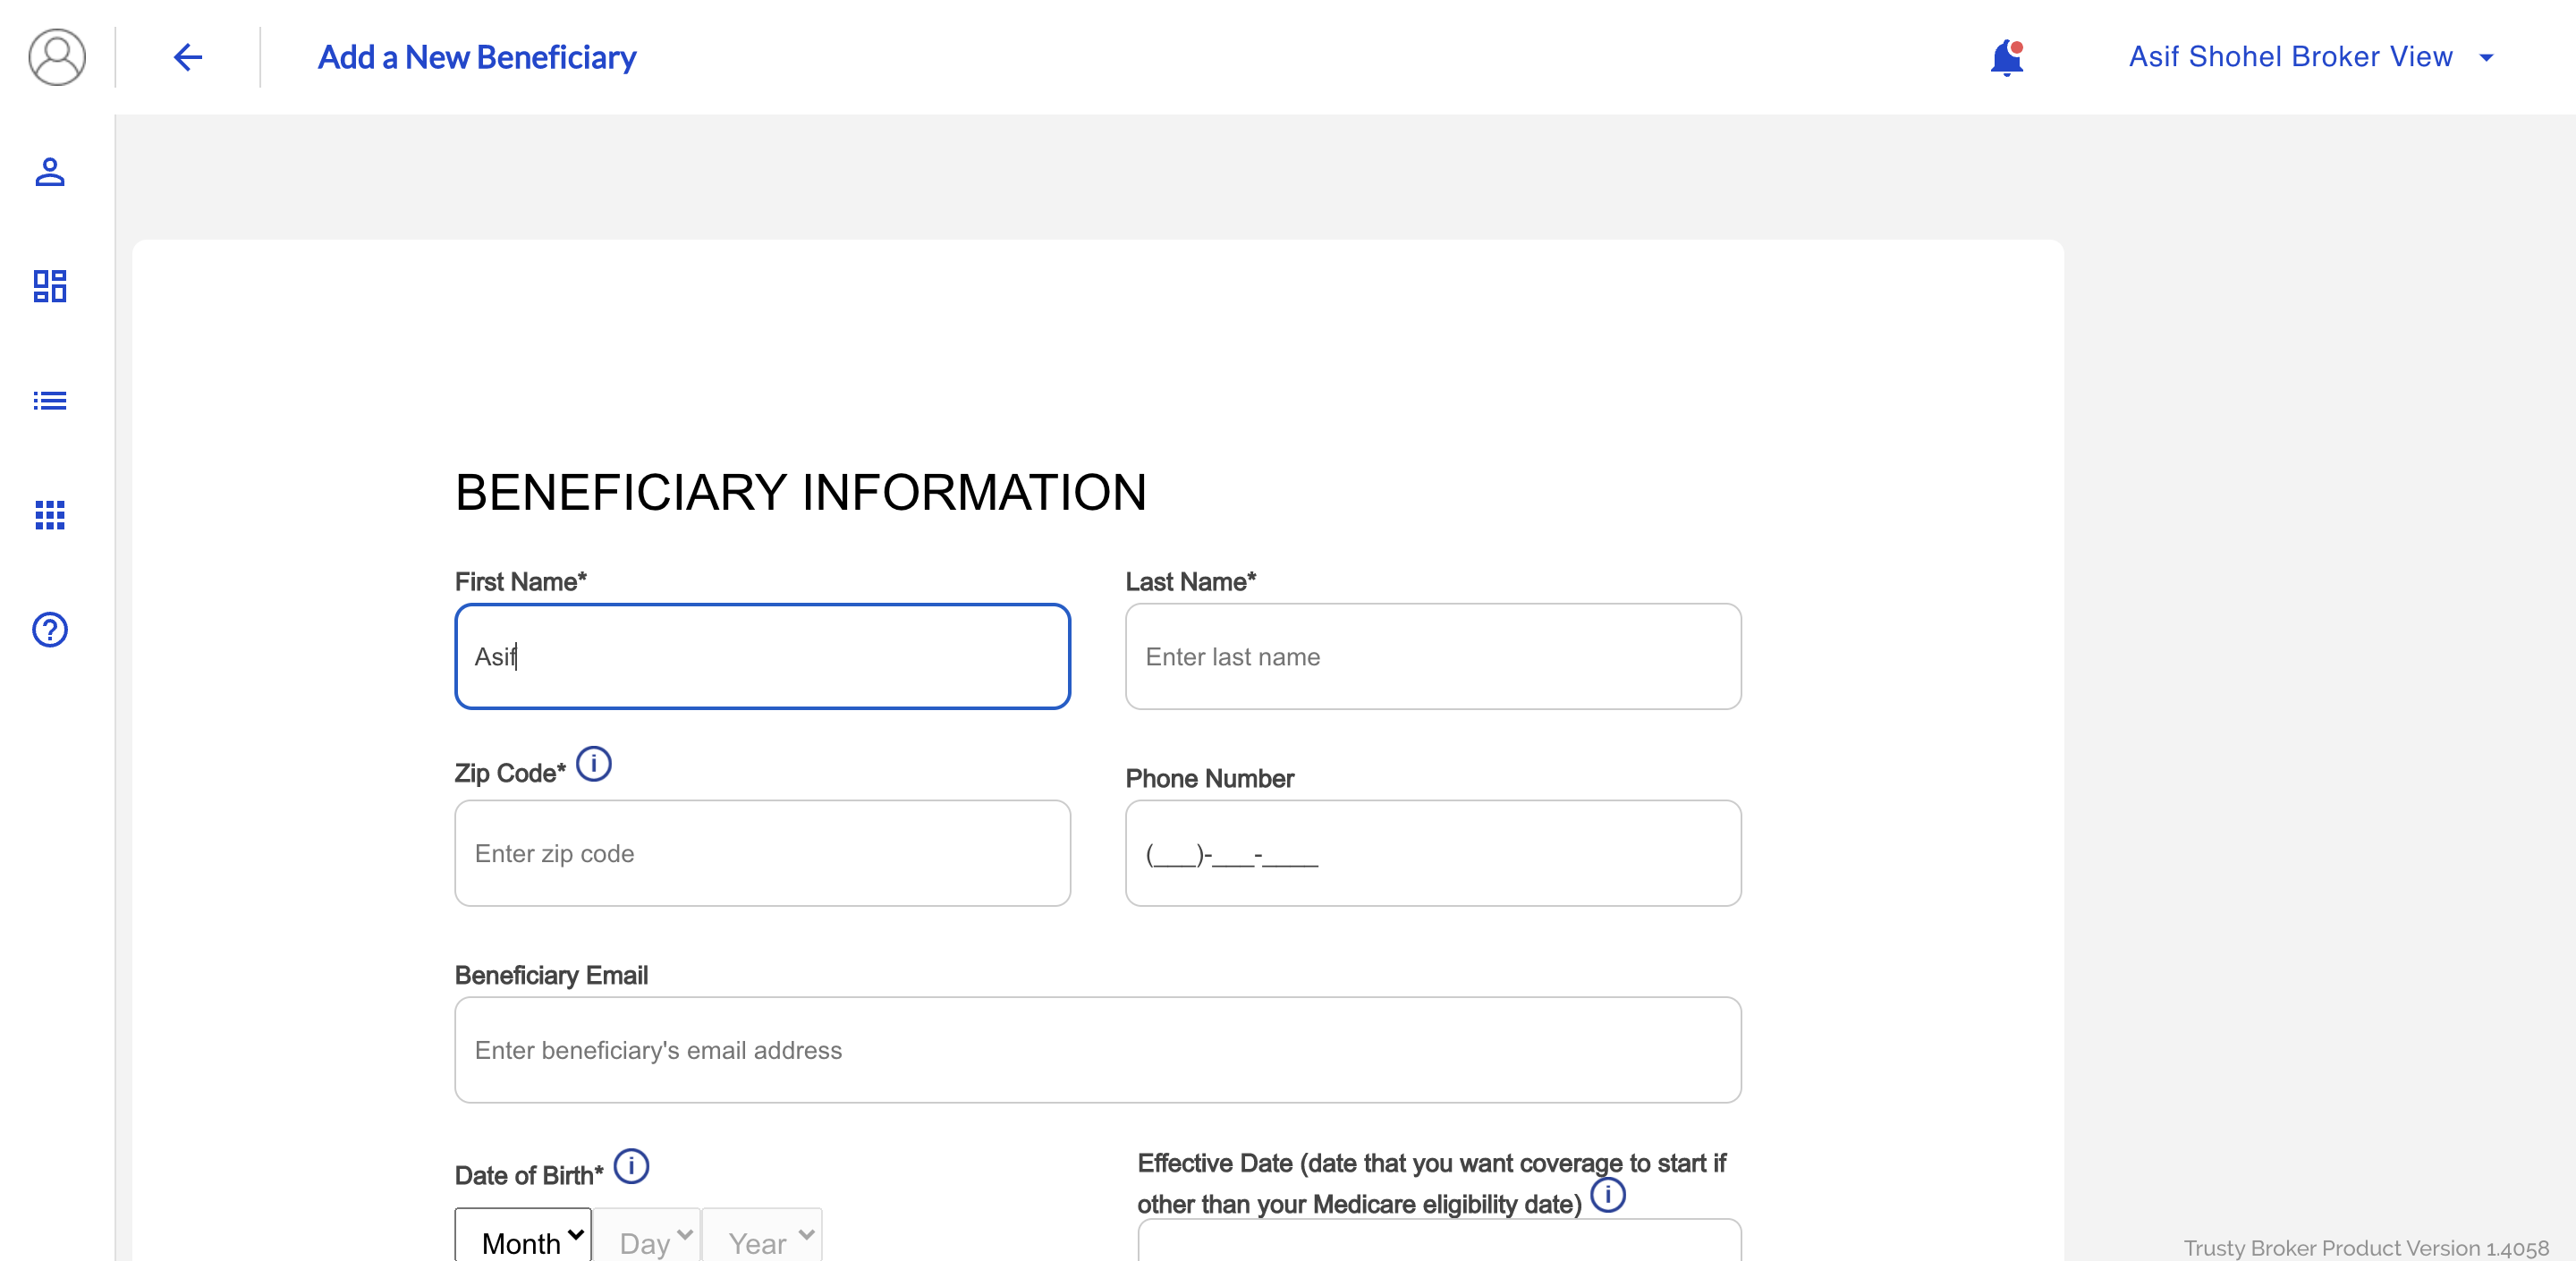 Add a New Beneficiary
Asif Shohel Broker View
BENEFICIARY INFORMATION
First Name*
Last Name*
Asif
Enter last name
Zip Code*
Phone Number
Enter zip code
(___)-___-____
Beneficiary Email
Enter beneficiary's email address
Date of Birth*
Effective Date (date that you want coverage to start if
other than your Medicare eligibility date)
Month
Day
Year
Trusty Broker Product Version 1.4058